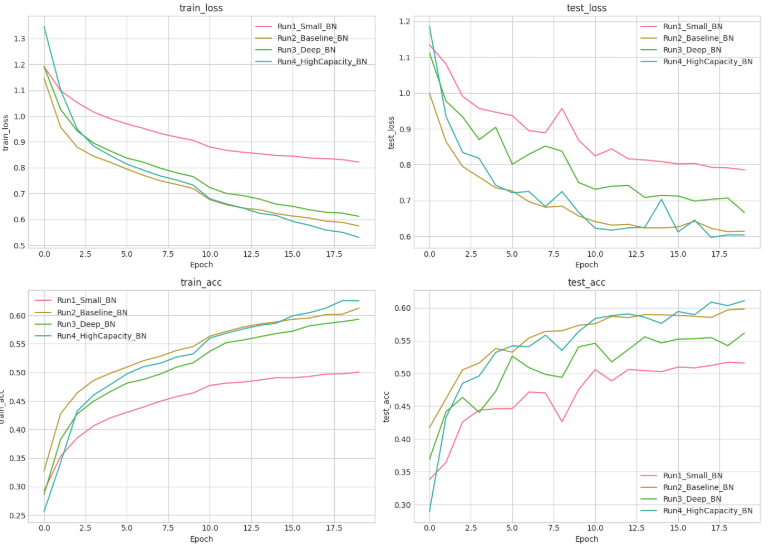 train_loss
train_loss
1.3
1.2
1.1
1.0
0.9
0.8
0.7
0.6
0.5
Run1_Small_BN
Run2_Baseline_BN
Run3_Deep_BN
Run4_HighCapacity_BN
0.0 2.5 5.0 7.5 10.0 12.5 15.0 17.5
Epoch
test_loss
test_loss
1.2
1.1
1.0
0.9
0.8
0.7
0.6
Run1_Small_BN
Run2_Baseline_BN
Run3_Deep_BN
Run4_HighCapacity_BN
0.0 2.5 5.0 7.5 10.0 12.5 15.0 17.5
Epoch
train_acc
train_acc
0.60
0.55
0.50
0.45
0.40
0.35
0.30
0.25
Run1_Small_BN
Run2_Baseline_BN
Run3_Deep_BN
Run4_HighCapacity_BN
0.0 2.5 5.0 7.5 10.0 12.5 15.0 17.5
Epoch
test_acc
test_acc
0.60
0.55
0.50
0.45
0.40
0.35
0.30
Run1_Small_BN
Run2_Baseline_BN
Run3_Deep_BN
Run4_HighCapacity_BN
0.0 2.5 5.0 7.5 10.0 12.5 15.0 17.5
Epoch